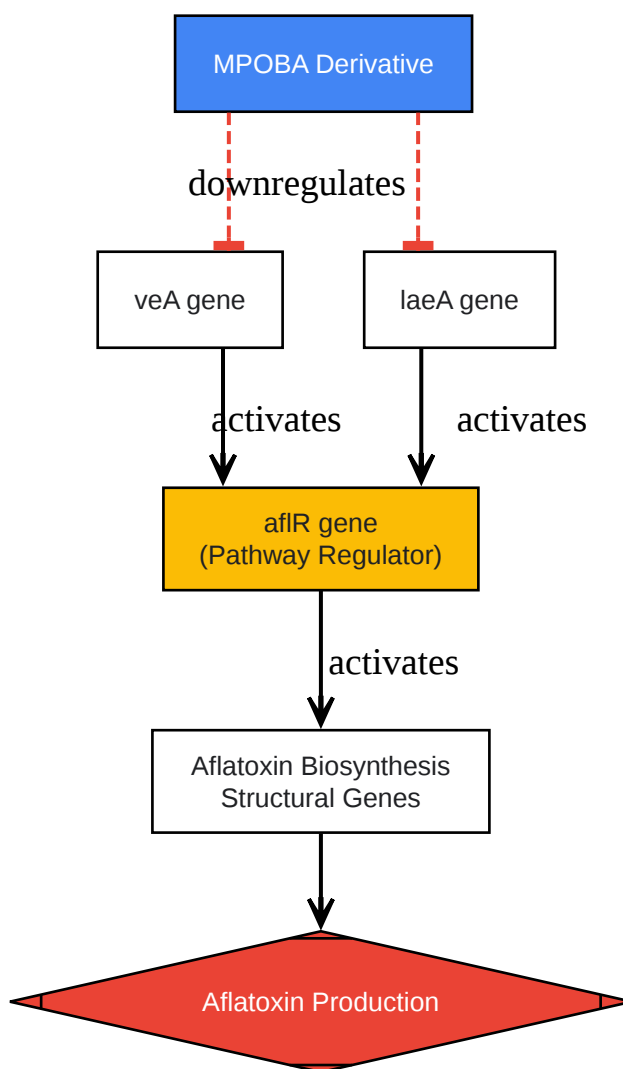 MPOBA Derivative
downregulates
veA gene
laeA gene
activates
activates
aflR gene
(Pathway Regulator)
activates
Aflatoxin Biosynthesis
Structural Genes
Aflatoxin Production